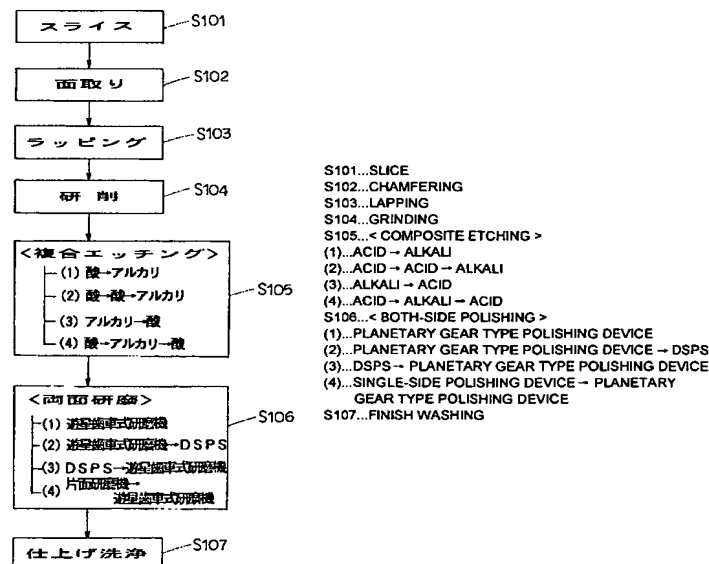 スライス
S101
面取り
S102
ラッピング
S103
研 削
S104
<複合エッチング>
(1) 酸→アルカリ
(2) 酸→酸→アルカリ
(3) アルカリ→酸
(4) 酸→アルカリ→酸
S105
<両面研磨>
(1) 遊星歯車式研磨機
(2) 遊星歯車式研磨機→DSPS
(3) DSPS→遊星歯車式研磨機
(4) 片面研磨機→
遊星歯車式研磨機
S106
仕上げ洗浄
S107
S101...SLICE
S102...CHAMFERING
S103...LAPPING
S104...GRINDING
S105...< COMPOSITE ETCHING >
(1)...ACID → ALKALI
(2)...ACID → ACID → ALKALI
(3)...ALKALI → ACID
(4)...ACID → ALKALI → ACID
S106...< BOTH-SIDE POLISHING >
(1)...PLANETARY GEAR TYPE POLISHING DEVICE
(2)...PLANETARY GEAR TYPE POLISHING DEVICE → DSPS
(3)...DSPS → PLANETARY GEAR TYPE POLISHING DEVICE
(4)...SINGLE-SIDE POLISHING DEVICE → PLANETARY
GEAR TYPE POLISHING DEVICE
S107...FINISH WASHING